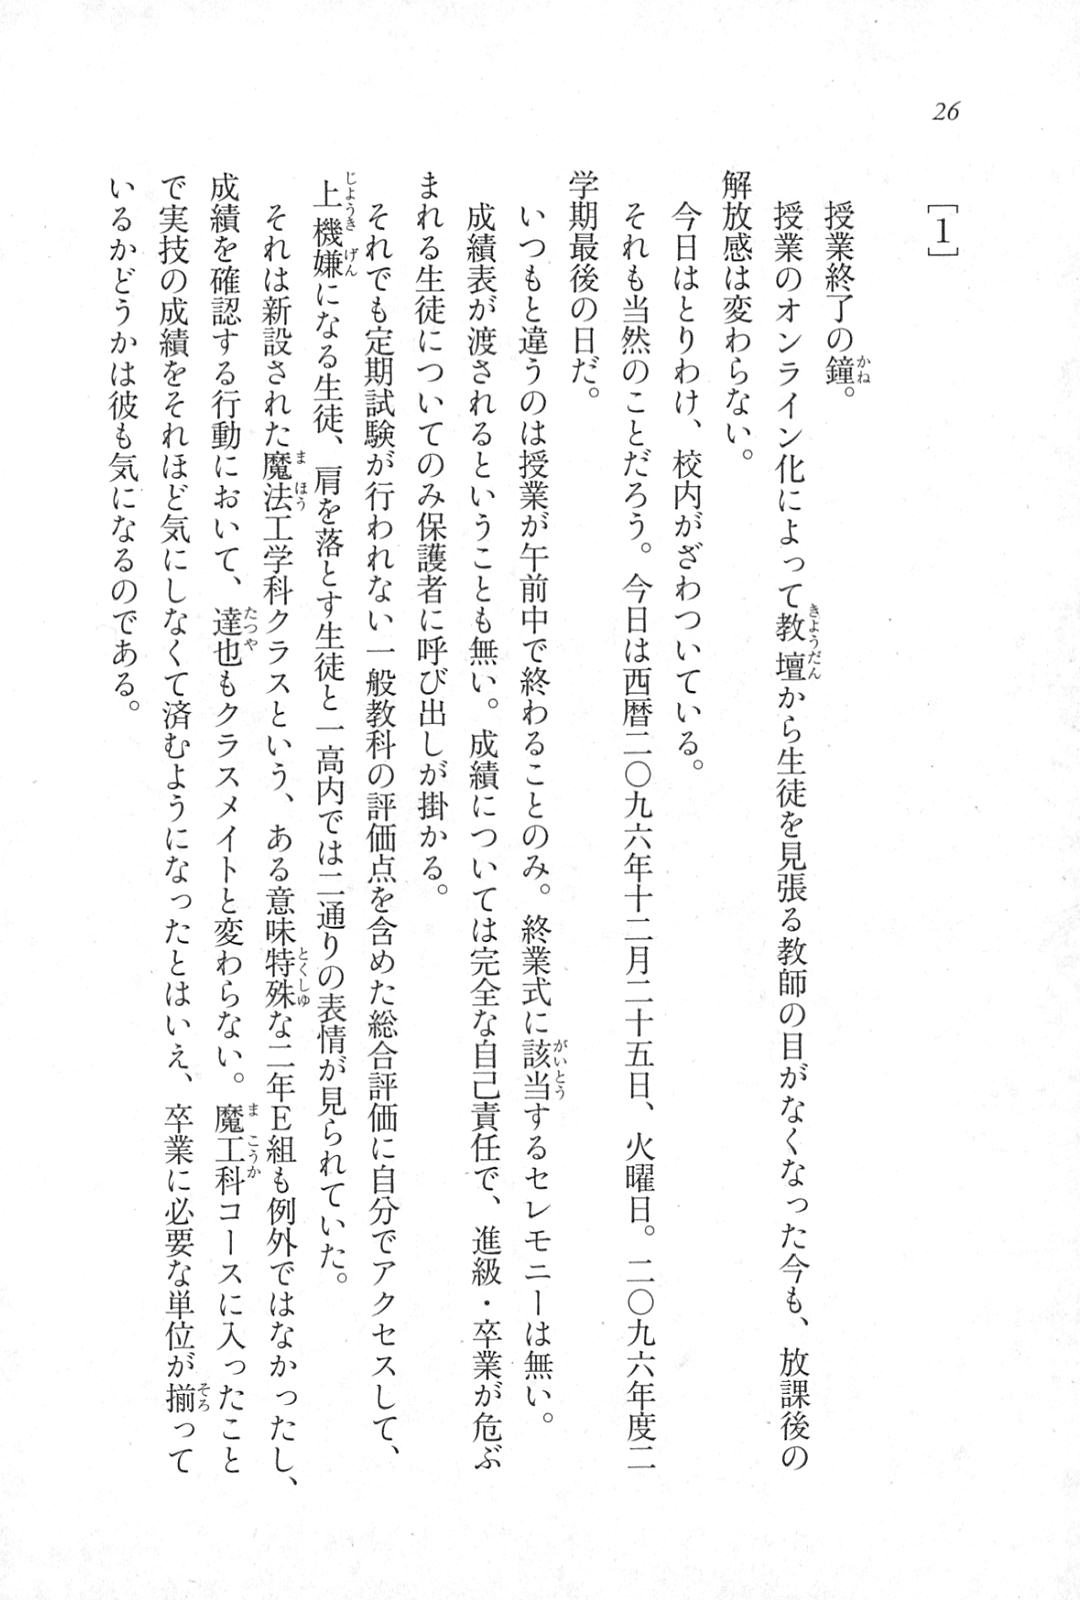 26
[1]
授業終了の鐘。
授業のオンライン化によって教壇から生徒を見張る教師の目がなくなった今も、放課後の
解放感は変わらない。
今日はとりわけ、校内がざわついている。
それも当然のことだろう。今日は西暦二〇九六年十二月二十五日、火曜日。二〇九六年度二
学期最後の日だ。
いつもと違うのは授業が午前中で終わることのみ。終業式に該当するセレモニーは無い。
成績表が渡されるということも無い。成績については完全な自己責任で、進級・卒業が危ぶ
まれる生徒についてのみ保護者に呼び出しが掛かる。
それでも定期試験が行われない一般教科の評価点を含めた総合評価に自分でアクセスして、
上機嫌になる生徒、肩を落とす生徒と一高内では二通りの表情が見られていた。
それは新設された魔法工学科クラスという、ある意味特殊な二年E組も例外ではなかったし、
成績を確認する行動において、達也もクラスメイトと変わらない。魔工科コースに入ったこと
で実技の成績をそれほど気にしなくて済むようになったとはいえ、卒業に必要な単位が揃って
いるかどうかは彼も気になるのである。